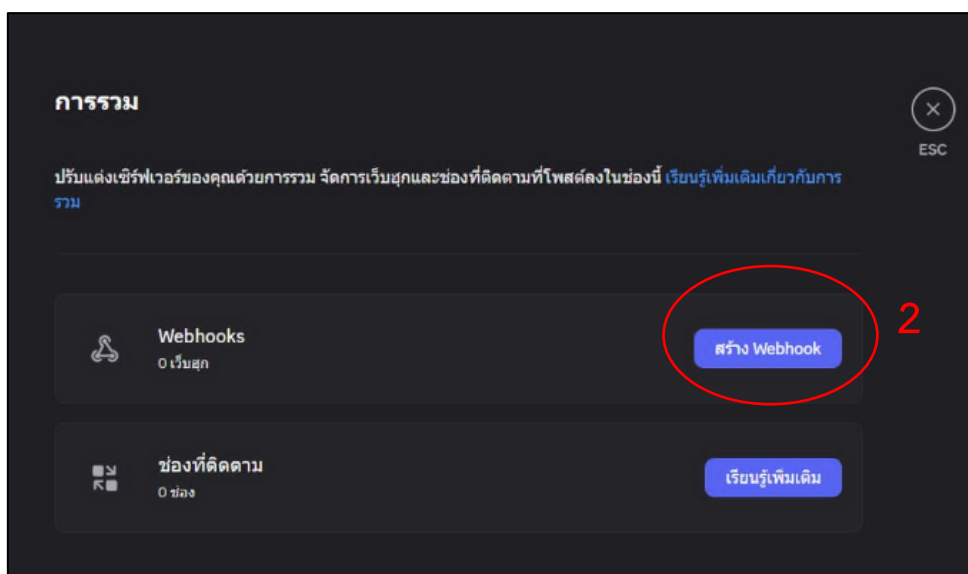 การรวม
ESC
ปรับแต่งเซิร์ฟเวอร์ของคุณด้วยการรวม จัดการเว็บฮุกและช่องที่ติดตามที่โพสต์ลงในช่องนี้ เรียนรู้เพิ่มเติมเกี่ยวกับการ
รวม
Webhooks
0 เว็บฮุก
สร้าง Webhook
2
ช่องที่ติดตาม
0 ช่อง
เรียนรู้เพิ่มเติม